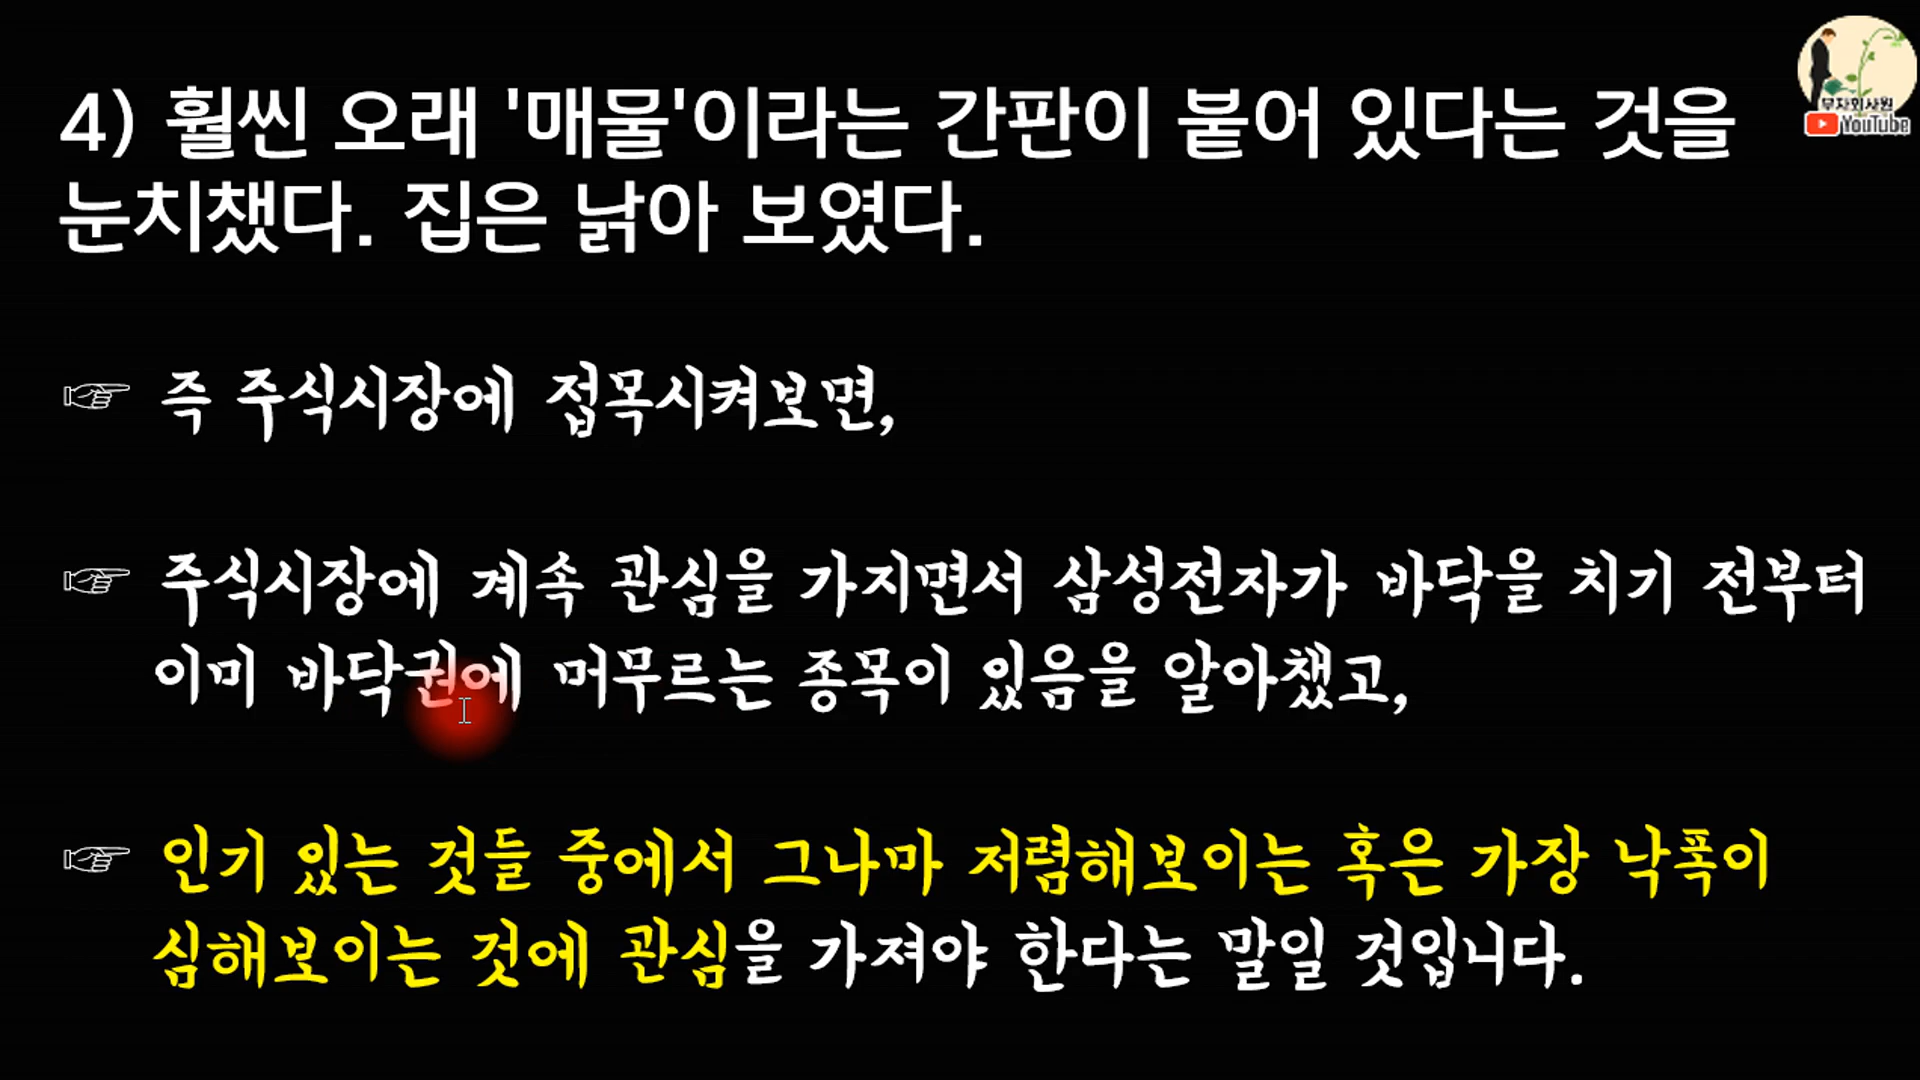 4) 훨씬 오래 '매물'이라는 간판이 붙어 있다는 것을
눈치챘다. 집은 낡아 보였다.
☞ 즉 주식시장에 접목시켜보면,
☞ 주식시장에 계속 관심을 가지면서 삼성전자가 바닥을 치기 전부터
이미 바닥권에 머무르는 종목이 있음을 알아챘고,
☞ 인기 있는 것들 중에서 그나마 저렴해보이는 혹은 가장 낙폭이
심해보이는 것에 관심을 가져야 한다는 말일 것입니다.
부자회사원
YouTube